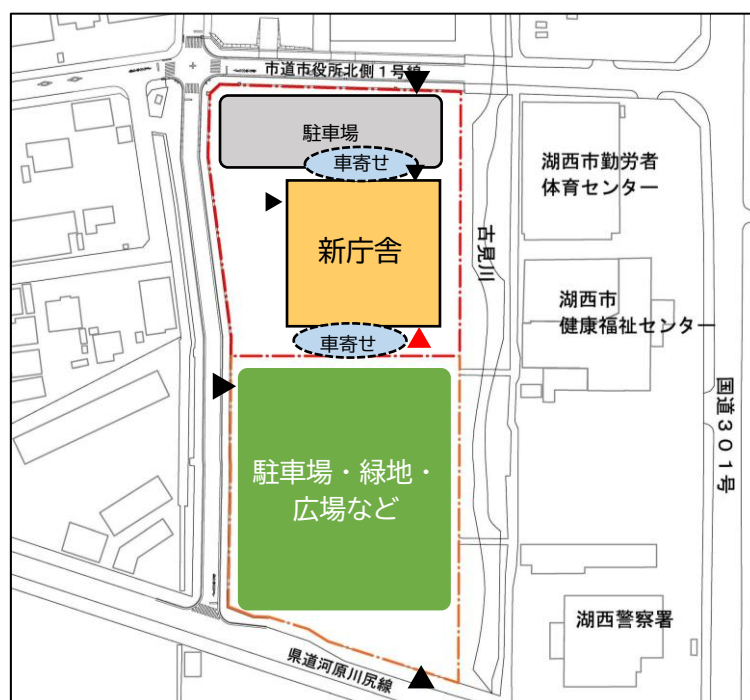 市道市役所北側1号線
駐車場
車寄せ
新庁舎
車寄せ
駐車場・緑地・
広場など
県道河原川尻線
古見川
湖西市勤労者
体育センター
湖西市
健康福祉センター
国道301号
湖西警察署